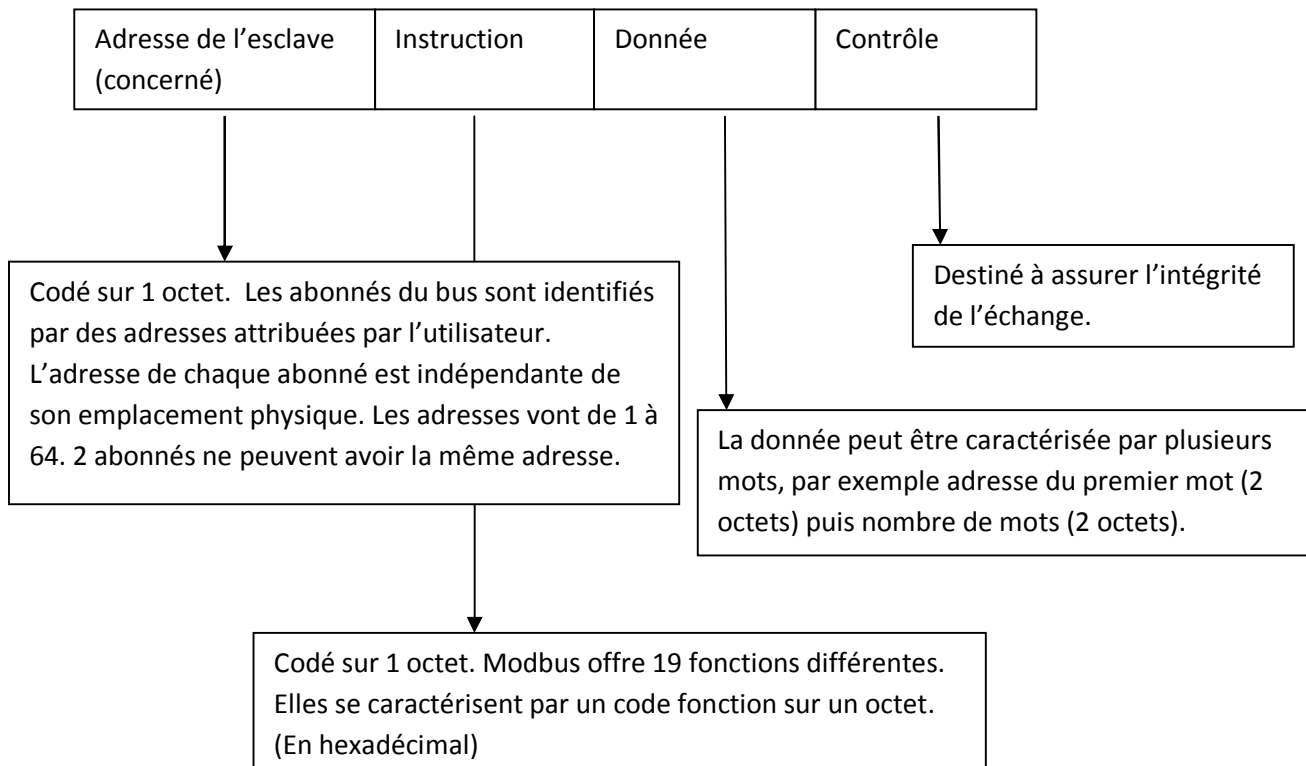 Adresse de l’esclave
(concerné)
Instruction
Donnée
Contrôle
Codé sur 1 octet. Les abonnés du bus sont identifiés
par des adresses attribuées par l’utilisateur.
L’adresse de chaque abonné est indépendante de
son emplacement physique. Les adresses vont de 1 à
64. 2 abonnés ne peuvent avoir la même adresse.
Destiné à assurer l’intégrité
de l’échange.
La donnée peut être caractérisée par plusieurs
mots, par exemple adresse du premier mot (2
octets) puis nombre de mots (2 octets).
Codé sur 1 octet. Modbus offre 19 fonctions différentes.
Elles se caractérisent par un code fonction sur un octet.
(En hexadécimal)